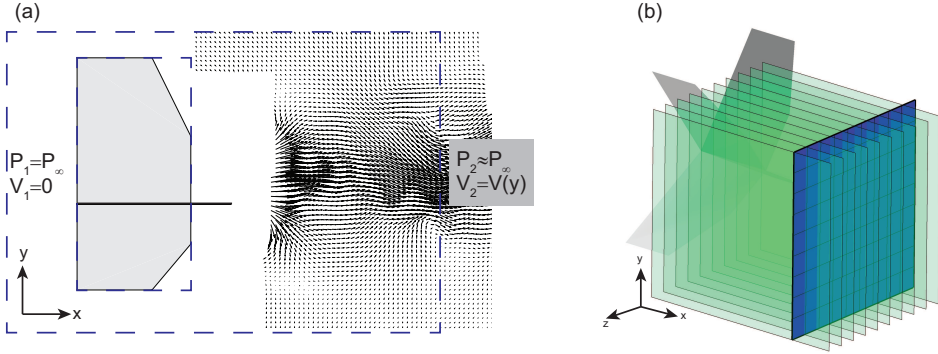 (a)
P₁=P∞
V₁=0
P₂≈P∞
V₂=V(y)
y
x
(b)
y
z
x